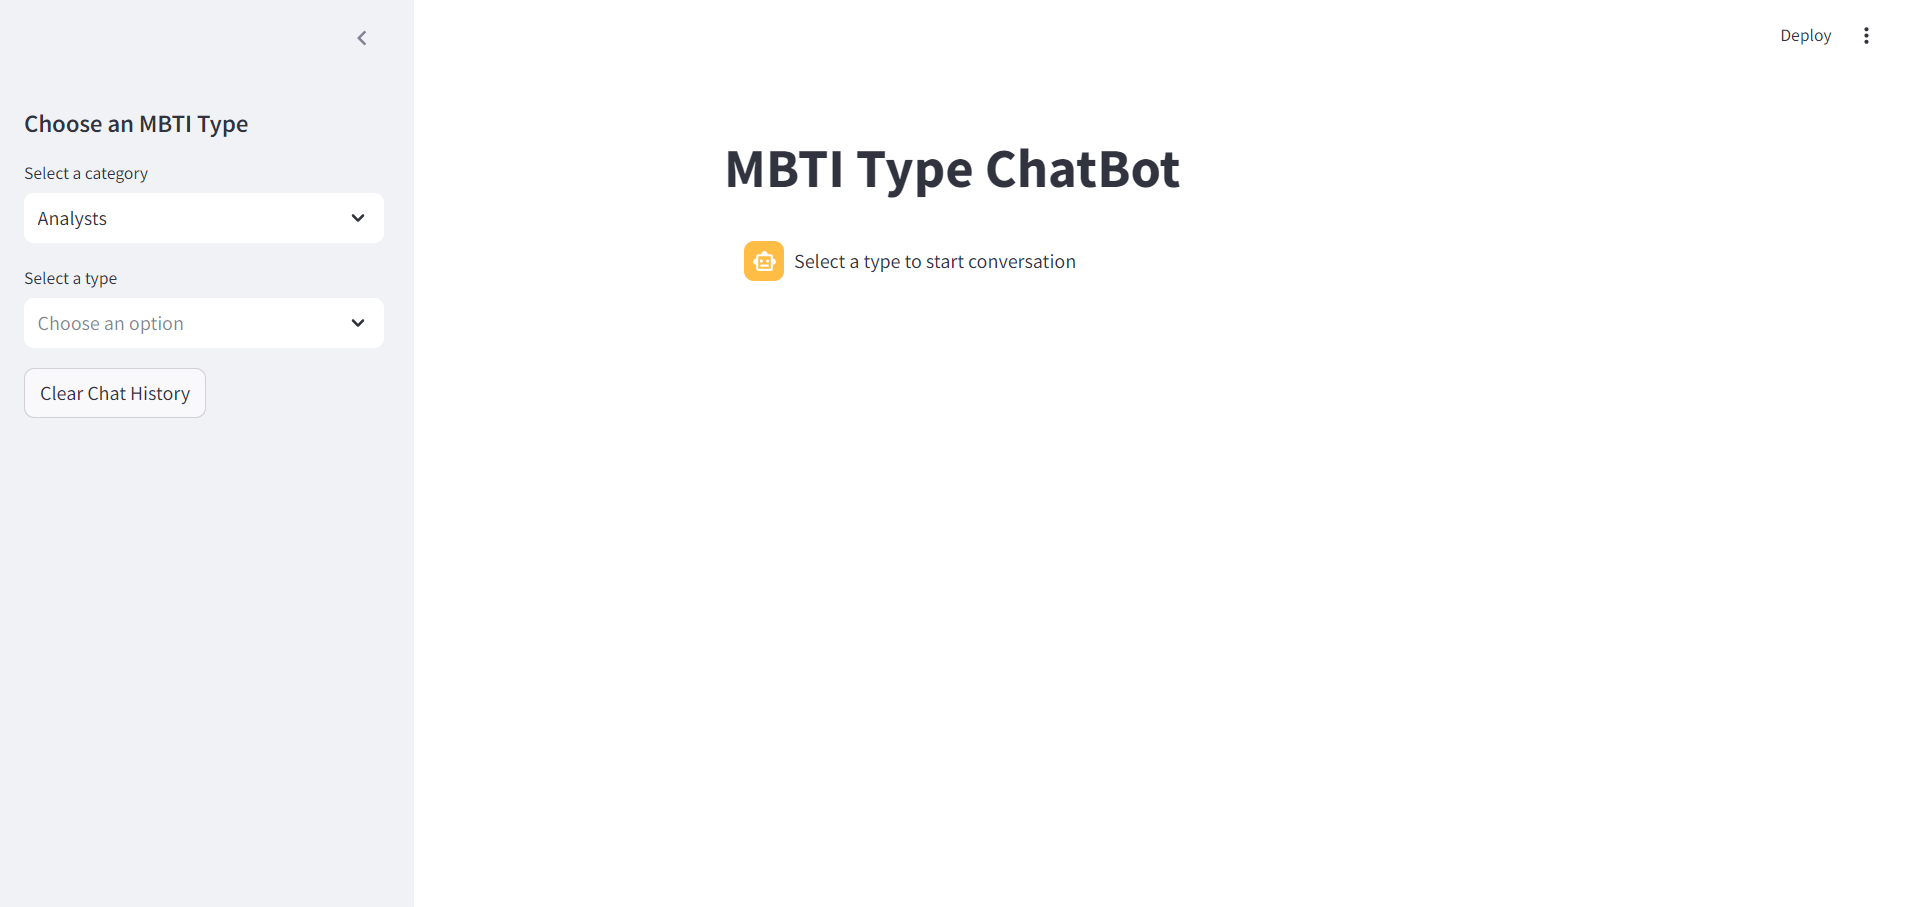 Deploy
Choose an MBTI Type
Select a category
Analysts
Select a type
Choose an option
Clear Chat History
MBTI Type ChatBot
Select a type to start conversation